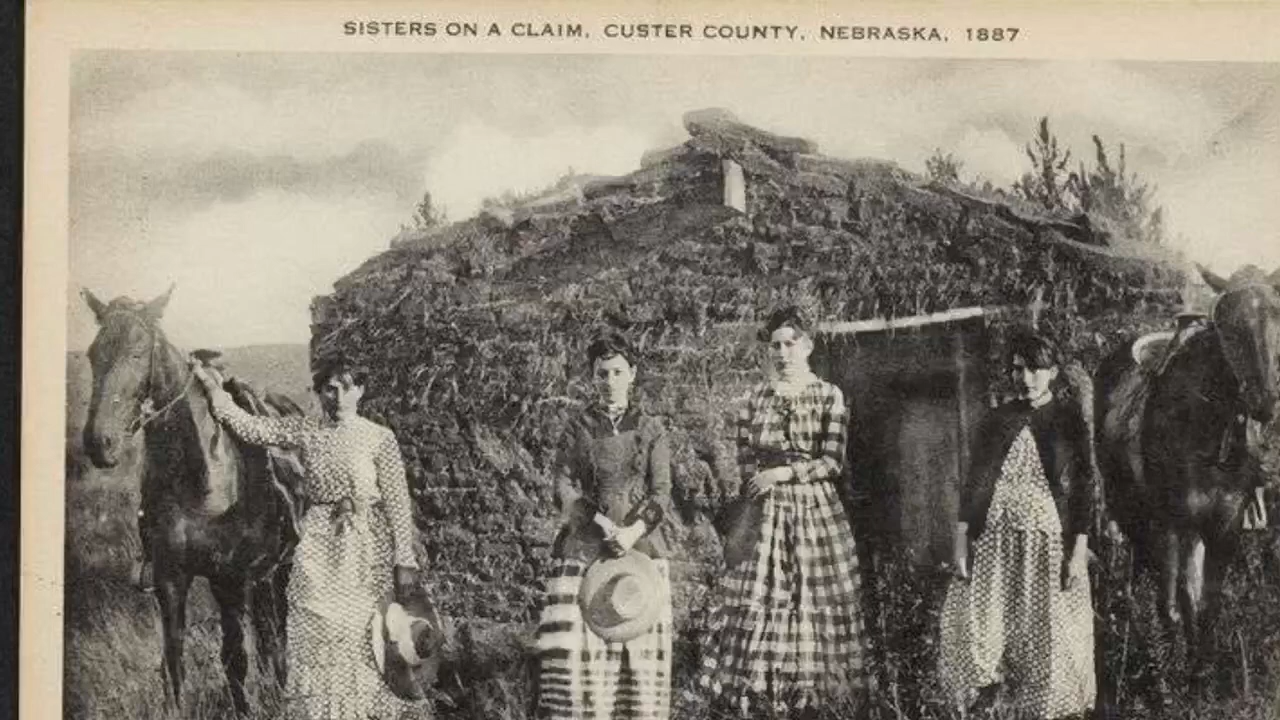 SISTERS ON A CLAIM, CUSTER COUNTY, NEBRASKA, 1887